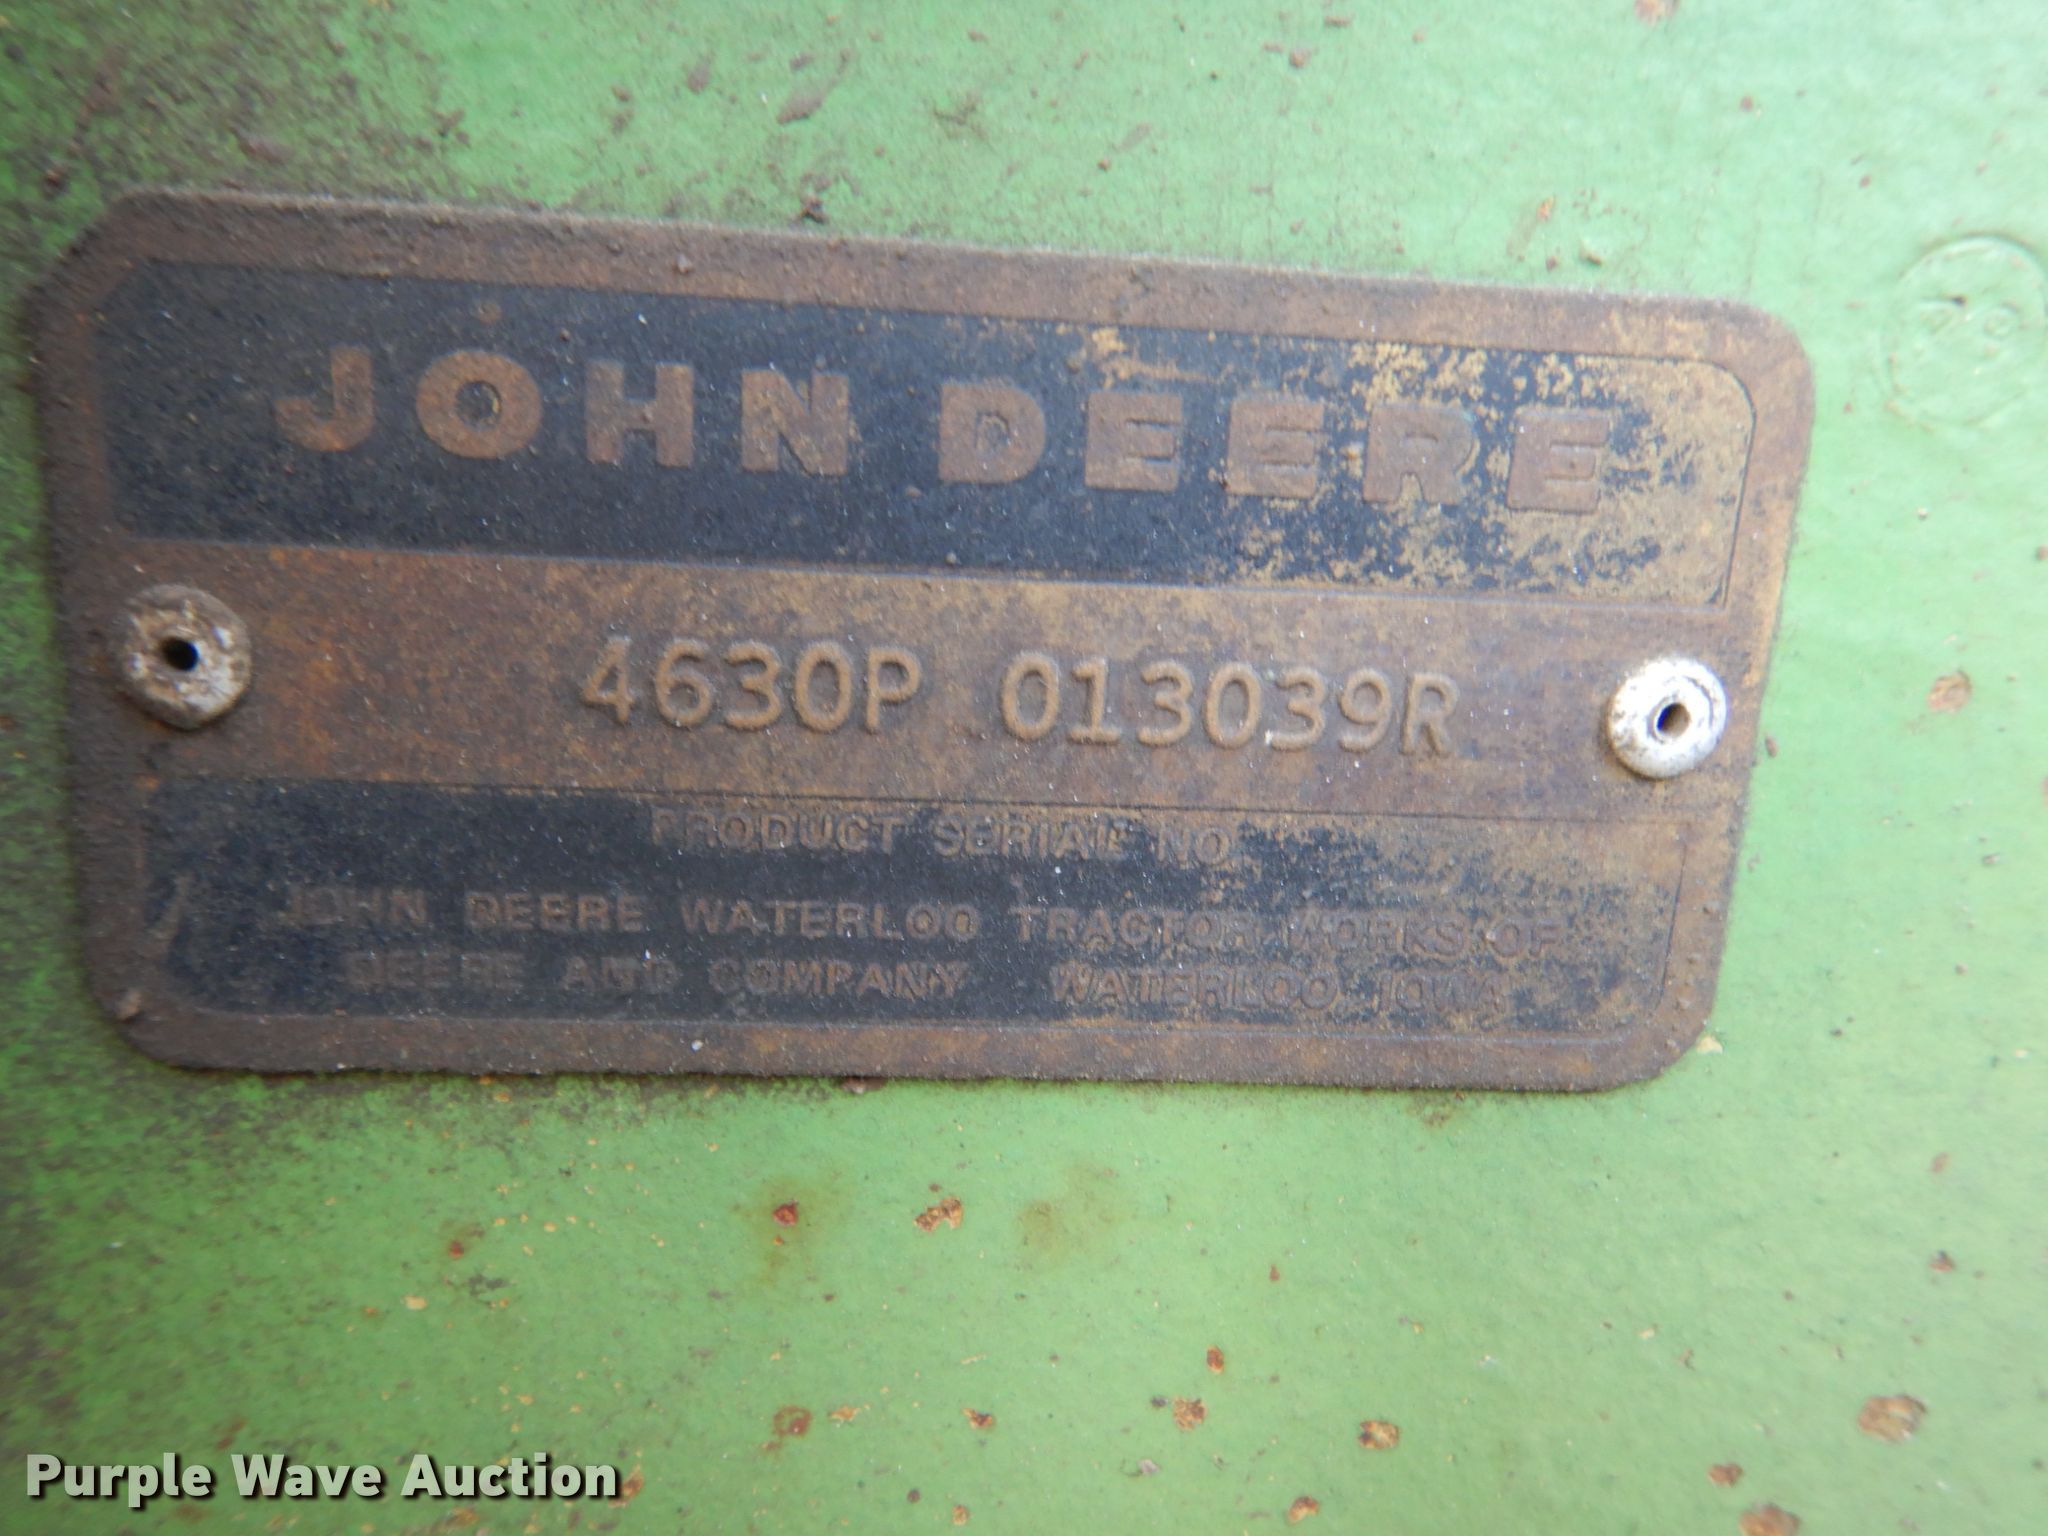 JOHN DEERE
4630P 013039R
PRODUCT SERIAL NO.
JOHN DEERE WATERLOO TRACTOR WORKS OF
DEERE AND COMPANY WATERLOO, IOWA
Purple Wave Auction